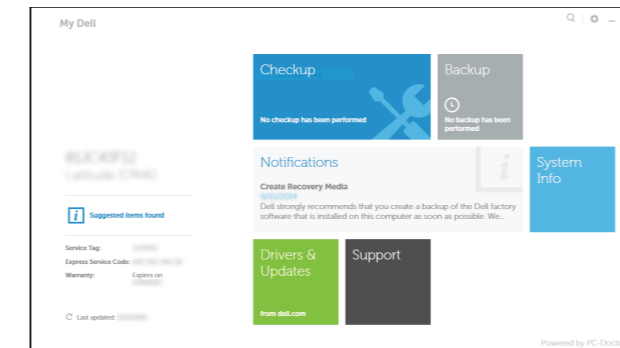 My Dell
Checkup
No checkup has been performed
Backup
No backup has been
performed
Notifications
Create Recovery Media
Dell strongly recommends that you create a backup of the Dell factory
software that is installed on this computer as soon as possible. We...
System
Info
Suggested items found
Service Tag:
Express Service Code:
Warranty: Expires on
Last updated:
Drivers &
Updates
from dell.com
Support
Powered by PC-Doct